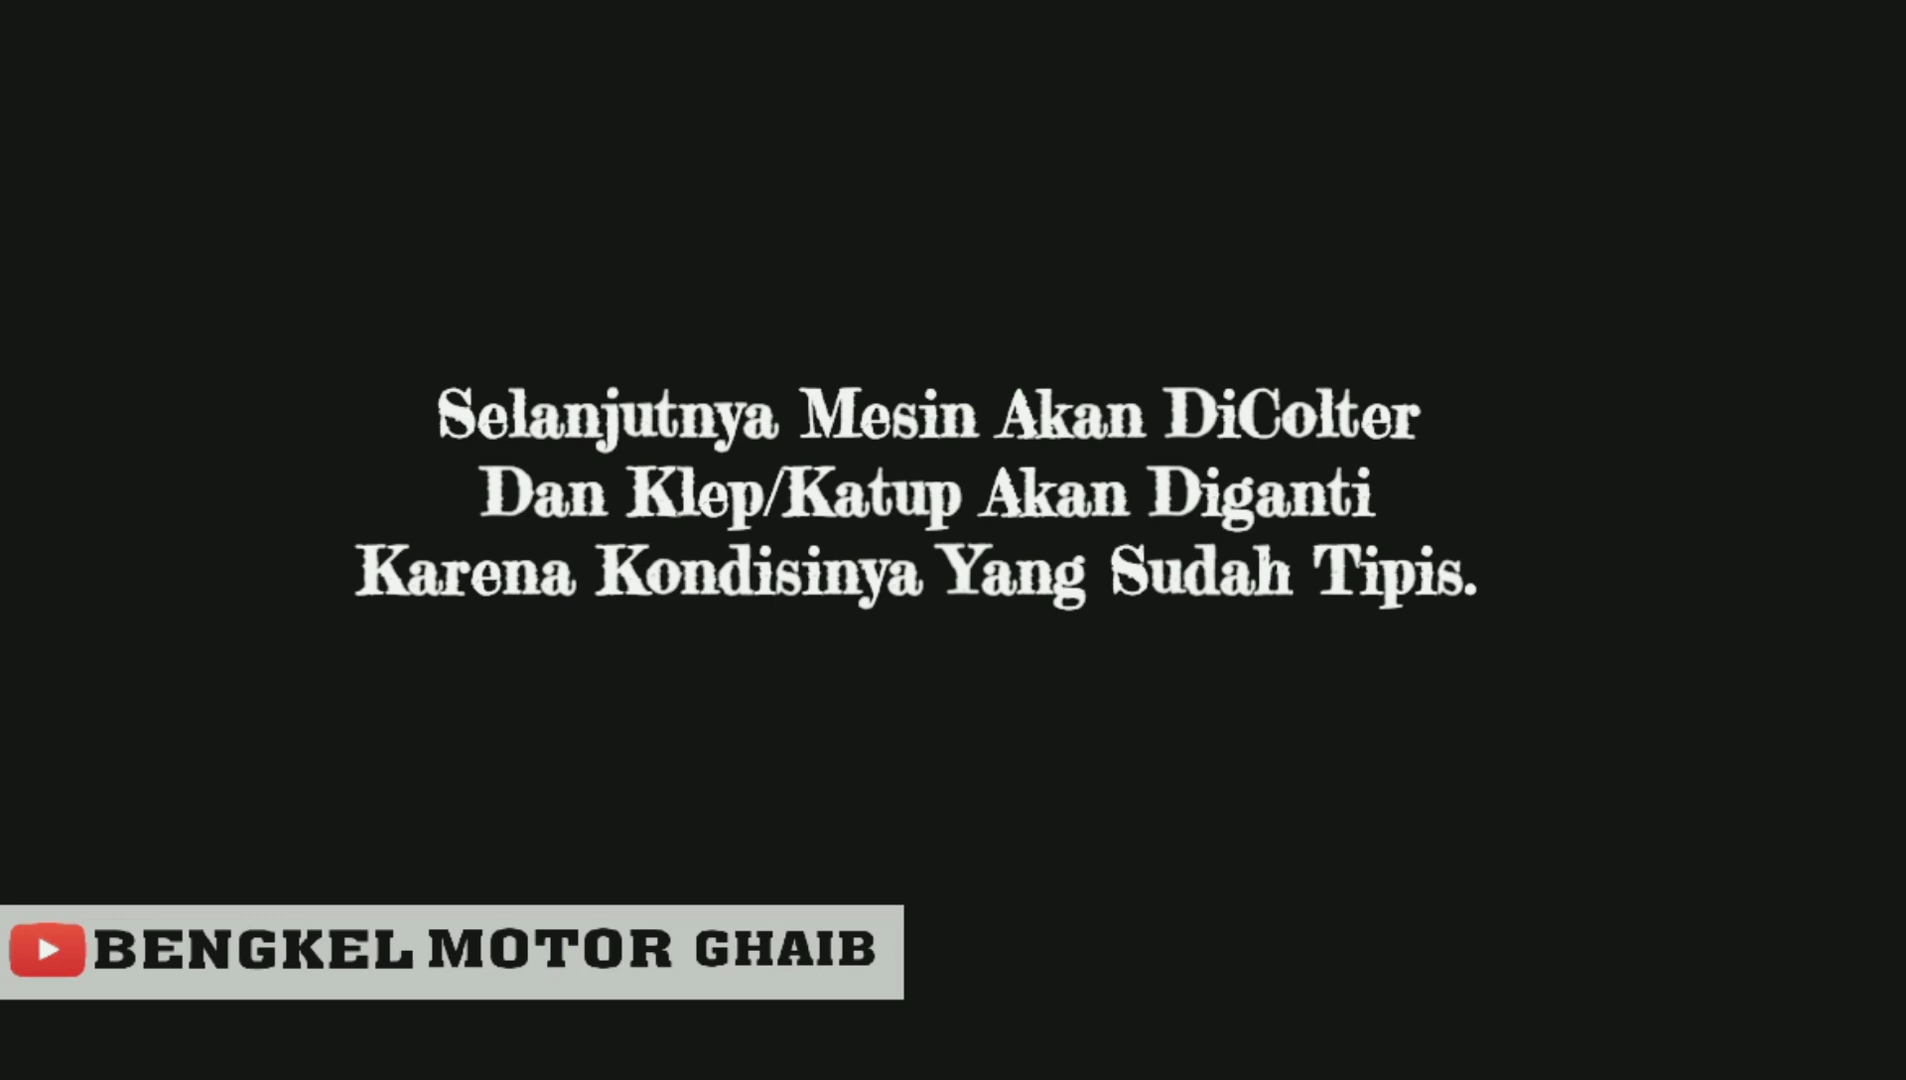 Selanjutnya Mesin Akan DiColter
Dan Klep/Katup Akan Diganti
Karena Kondisinya Yang Sudah Tipis.
BENGKEL MOTOR GHAIB